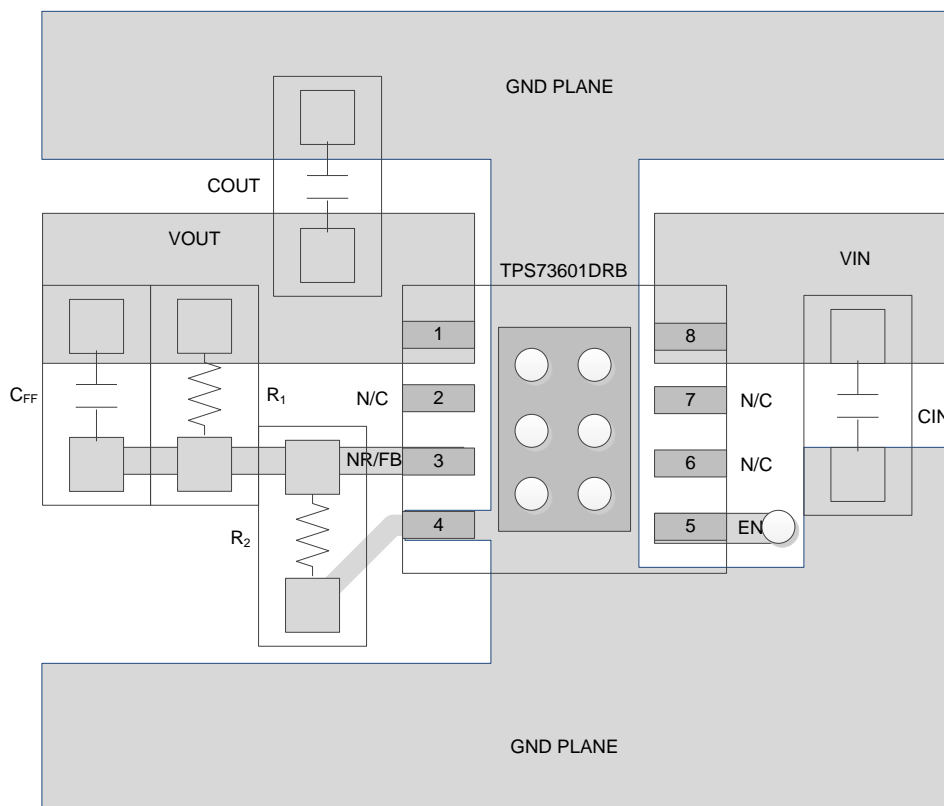 GND PLANE
COUT
VOUT
TPS73601DRB
VIN
1
8
CFF
R1
N/C
2
7
N/C
CIN
NR/FB
3
6
N/C
R2
4
5
EN
GND PLANE